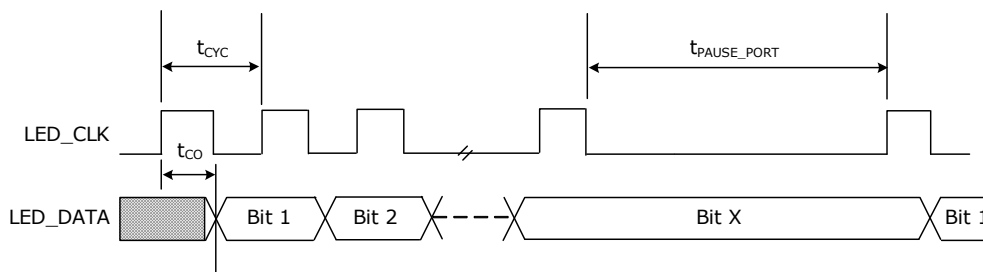 tCYC
tPAUSE_PORT
LED_CLK
tCO
LED_DATA
Bit 1
Bit 2
Bit X
Bit 1